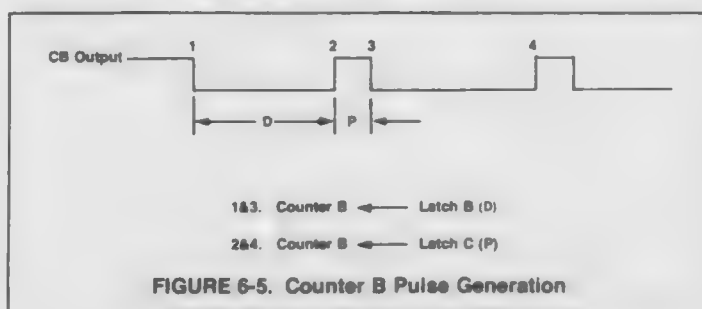 1 2 3 4
CB Output
D P
1&3. Counter B Latch B (D)
2&4. Counter B Latch C (P)
FIGURE 6-5. Counter B Pulse Generation